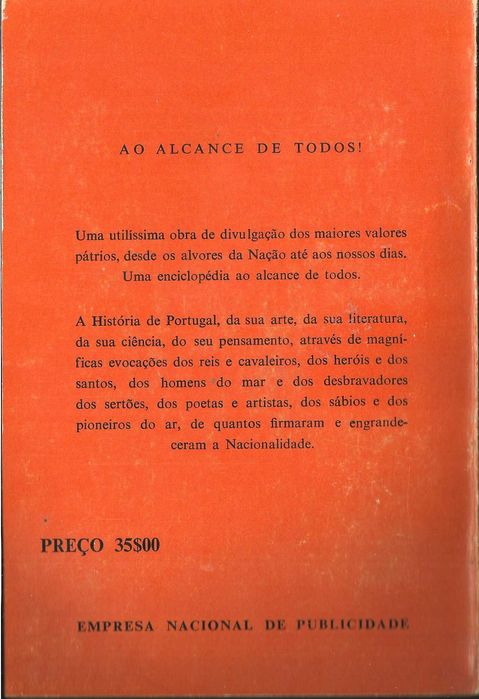 AO ALCANCE DE TODOS!
Uma utilíssima obra de divulgação dos maiores valores
pátrios, desde os alvores da Nação até aos nossos dias.
Uma enciclopédia ao alcance de todos.
A História de Portugal, da sua arte, da sua literatura,
da sua ciência, do seu pensamento, através de magní-
ficas evocações dos reis e cavaleiros, dos heróis e dos
santos, dos homens do mar e dos desbravadores
dos sertões, dos poetas e artistas, dos sábios e dos
pioneiros do ar, de quantos firmaram e engrande-
ceram a Nacionalidade.
PREÇO 35$00
EMPRESA NACIONAL DE PUBLICIDADE